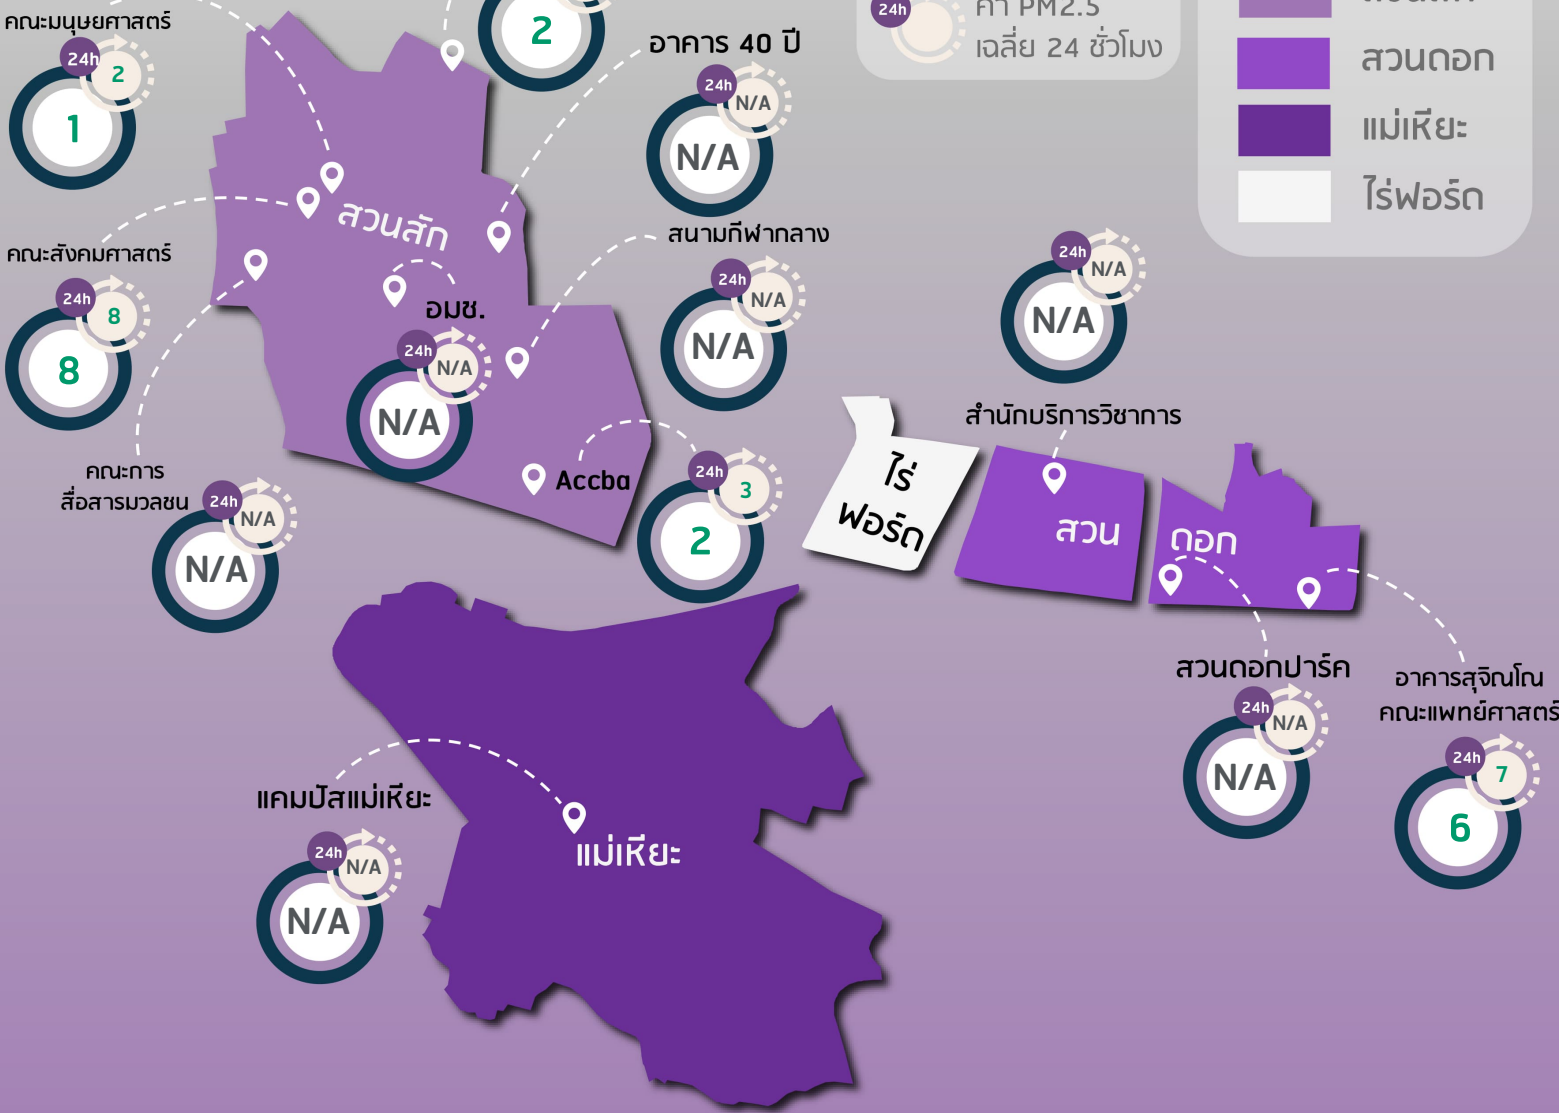 คณะมนุษยศาสตร์
24h
2
1
2
อาคาร 40 ปี
24h
N/A
N/A
24h
ค่า PM2.5
เฉลี่ย 24 ชั่วโมง
สวนดอก
แม่เหียะ
ไร่ฟอร์ด
สวนสัก
คณะสังคมศาสตร์
24h
8
8
สนามกีฬากลาง
24h
N/A
N/A
24h
N/A
N/A
สำนักบริการวิชาการ
อมช.
24h
N/A
N/A
คณะการ
สื่อสารมวลชน
24h
N/A
N/A
Accba
24h
3
2
ไร่
ฟอร์ด
สวน
ดอก
สวนดอกปาร์ค
24h
N/A
N/A
อาคารสุจิณโณ
คณะแพทย์ศาสตร์
24h
7
6
แคมปัสแม่เหียะ
24h
N/A
N/A
แม่เหียะ